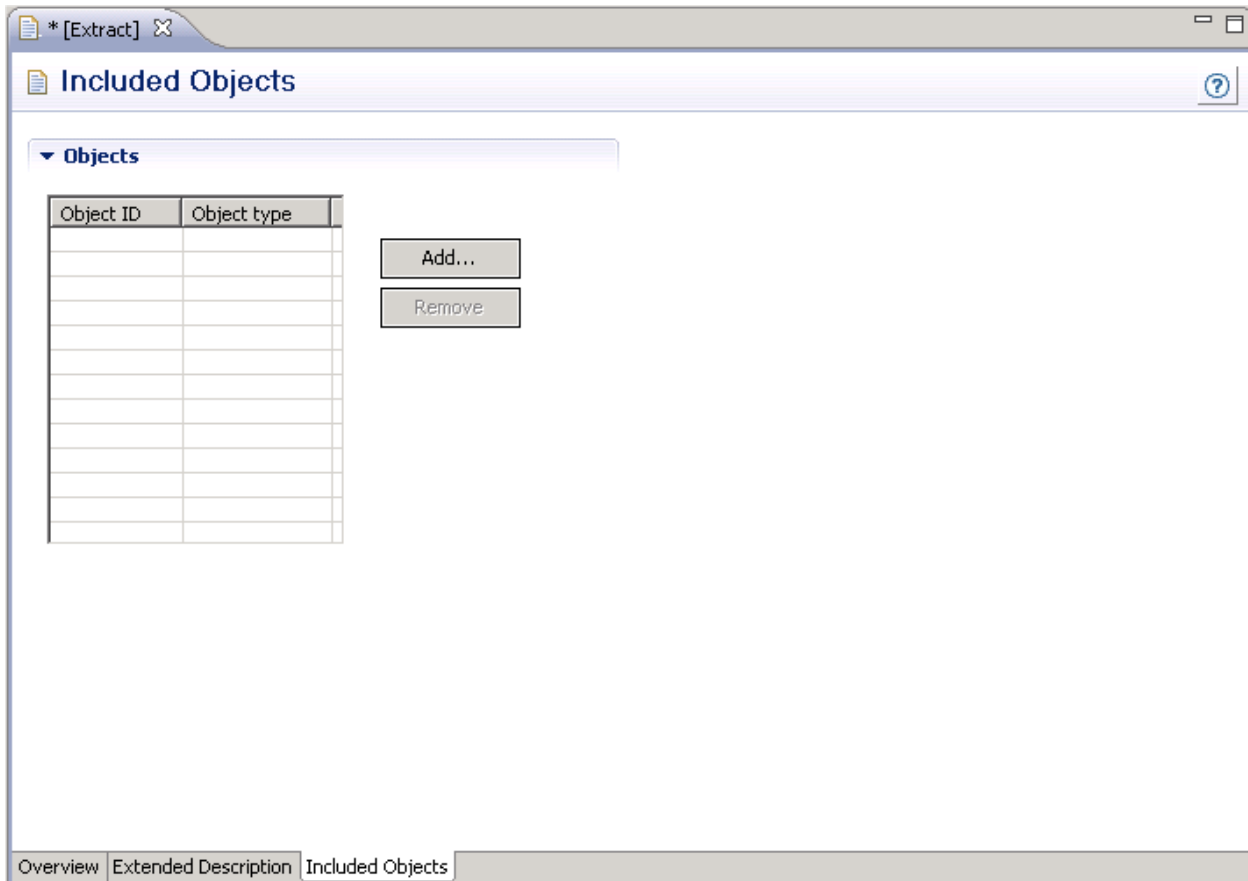 * [Extract]
Included Objects
Objects
Object ID Object type
Add...
Remove
Overview Extended Description Included Objects